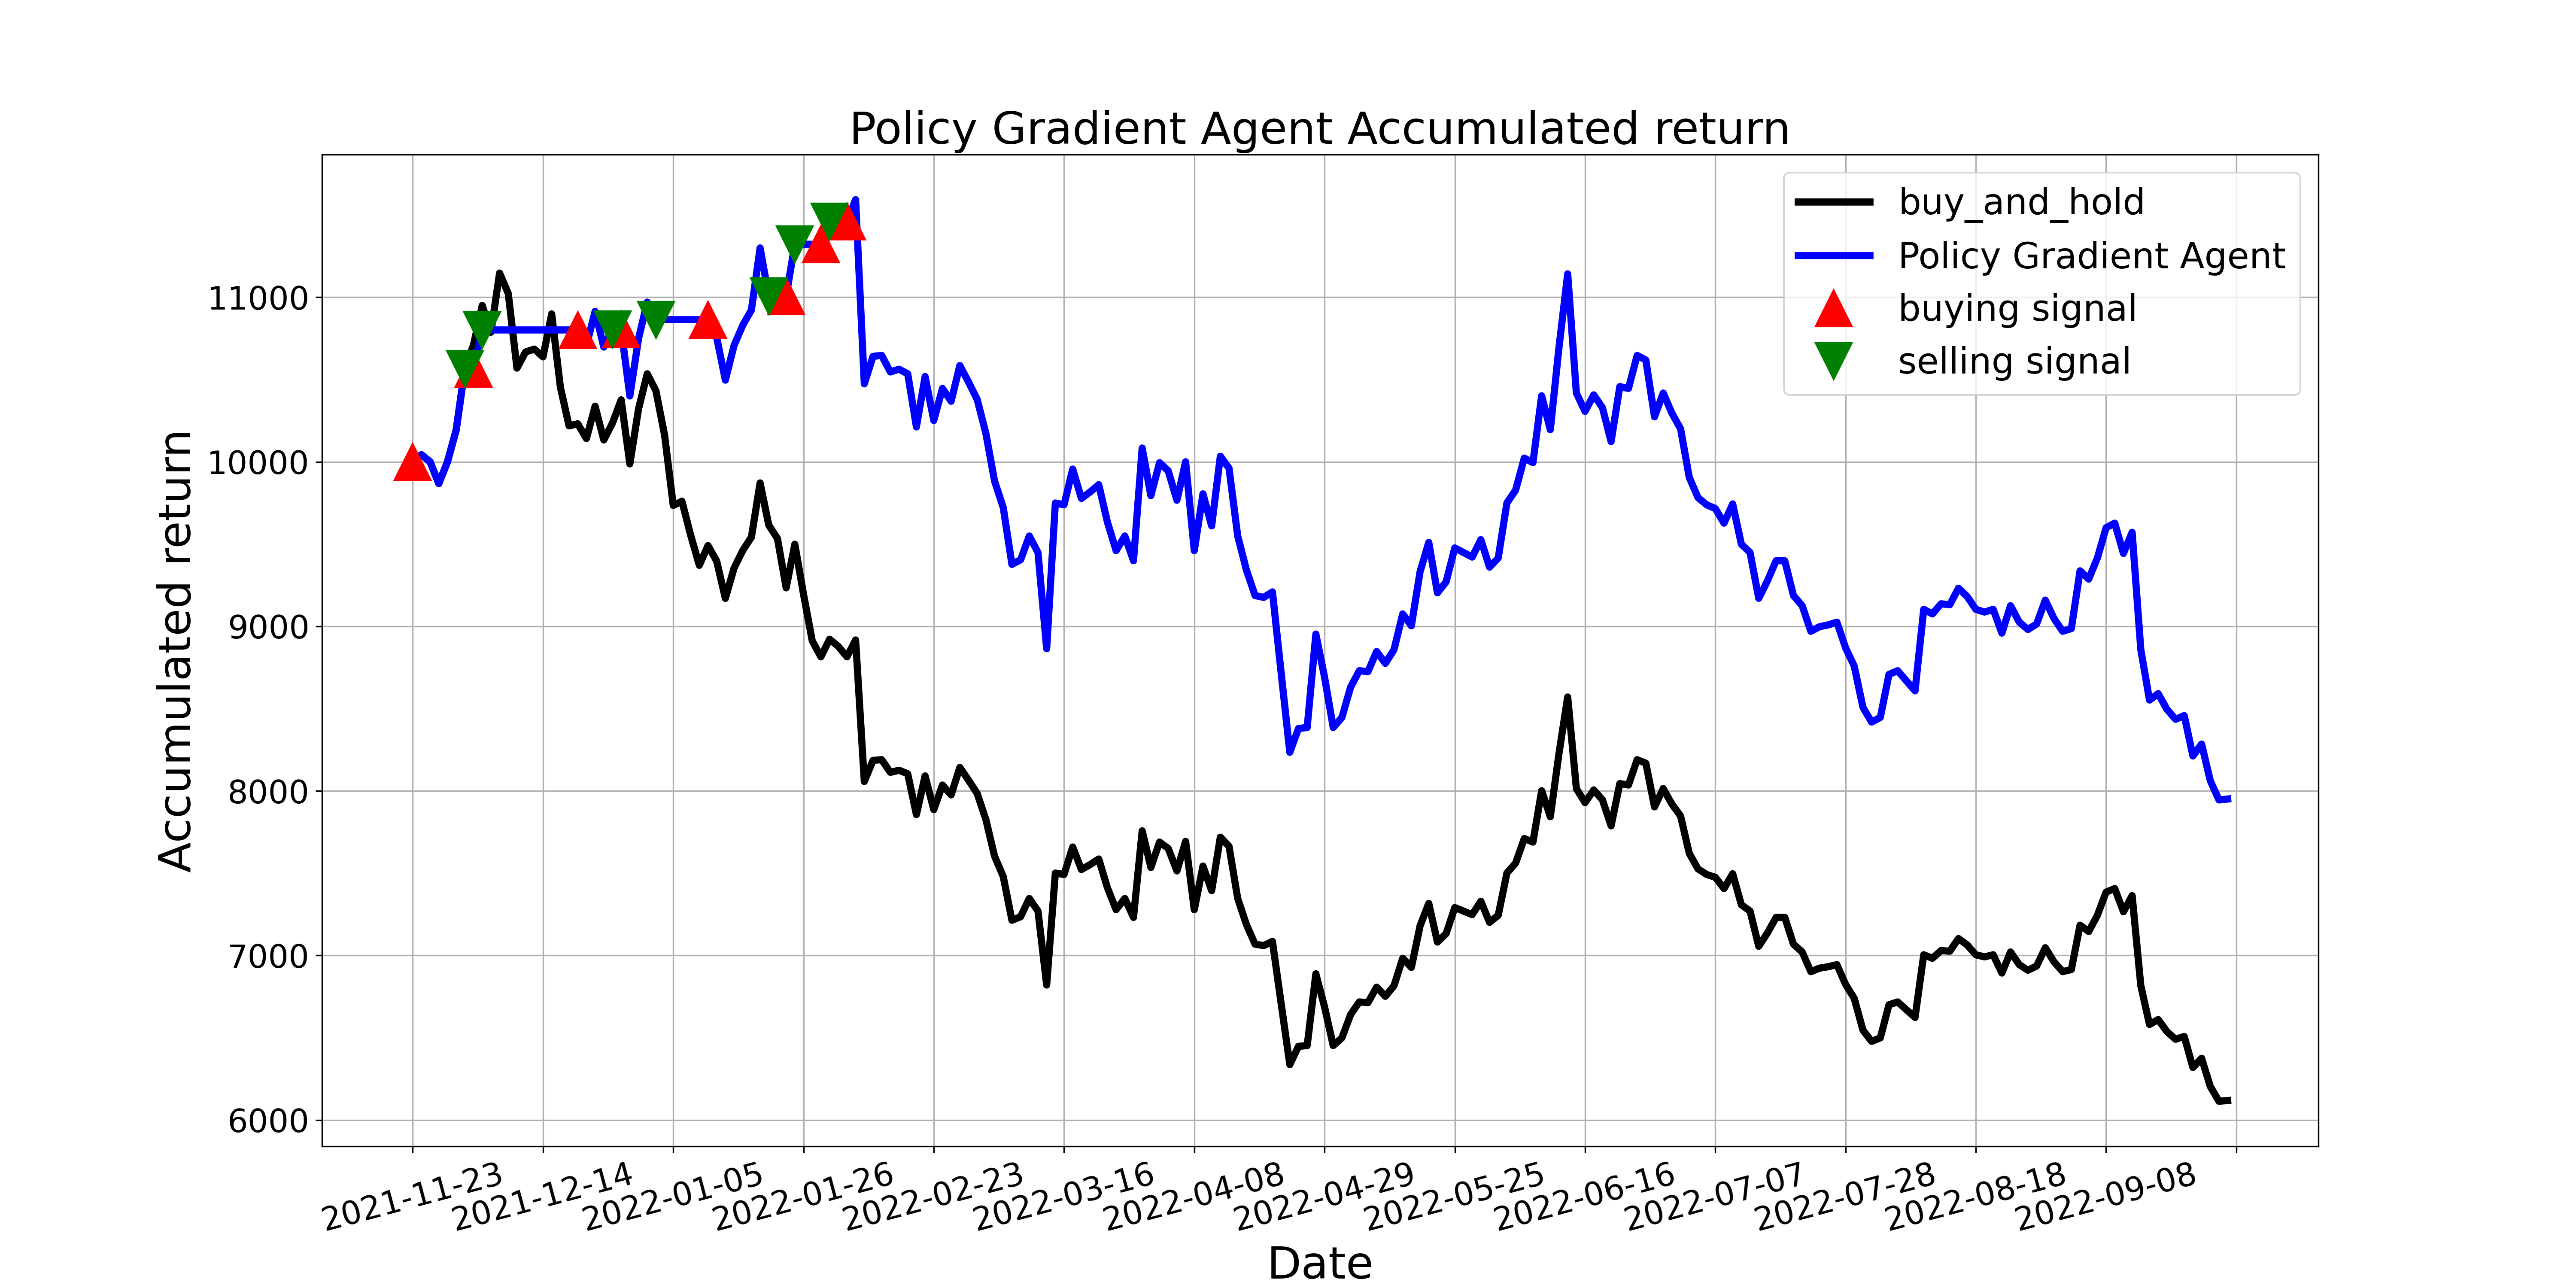 Policy Gradient Agent Accumulated return
buy_and_hold
Policy Gradient Agent
buying signal
selling signal
Accumulated return
11000
10000
9000
8000
7000
6000
2021-11-23
2021-12-14
2022-01-05
2022-01-26
2022-02-23
2022-03-16
2022-04-08
2022-04-29
2022-05-25
2022-06-16
2022-07-07
2022-07-28
2022-08-18
2022-09-08
Date